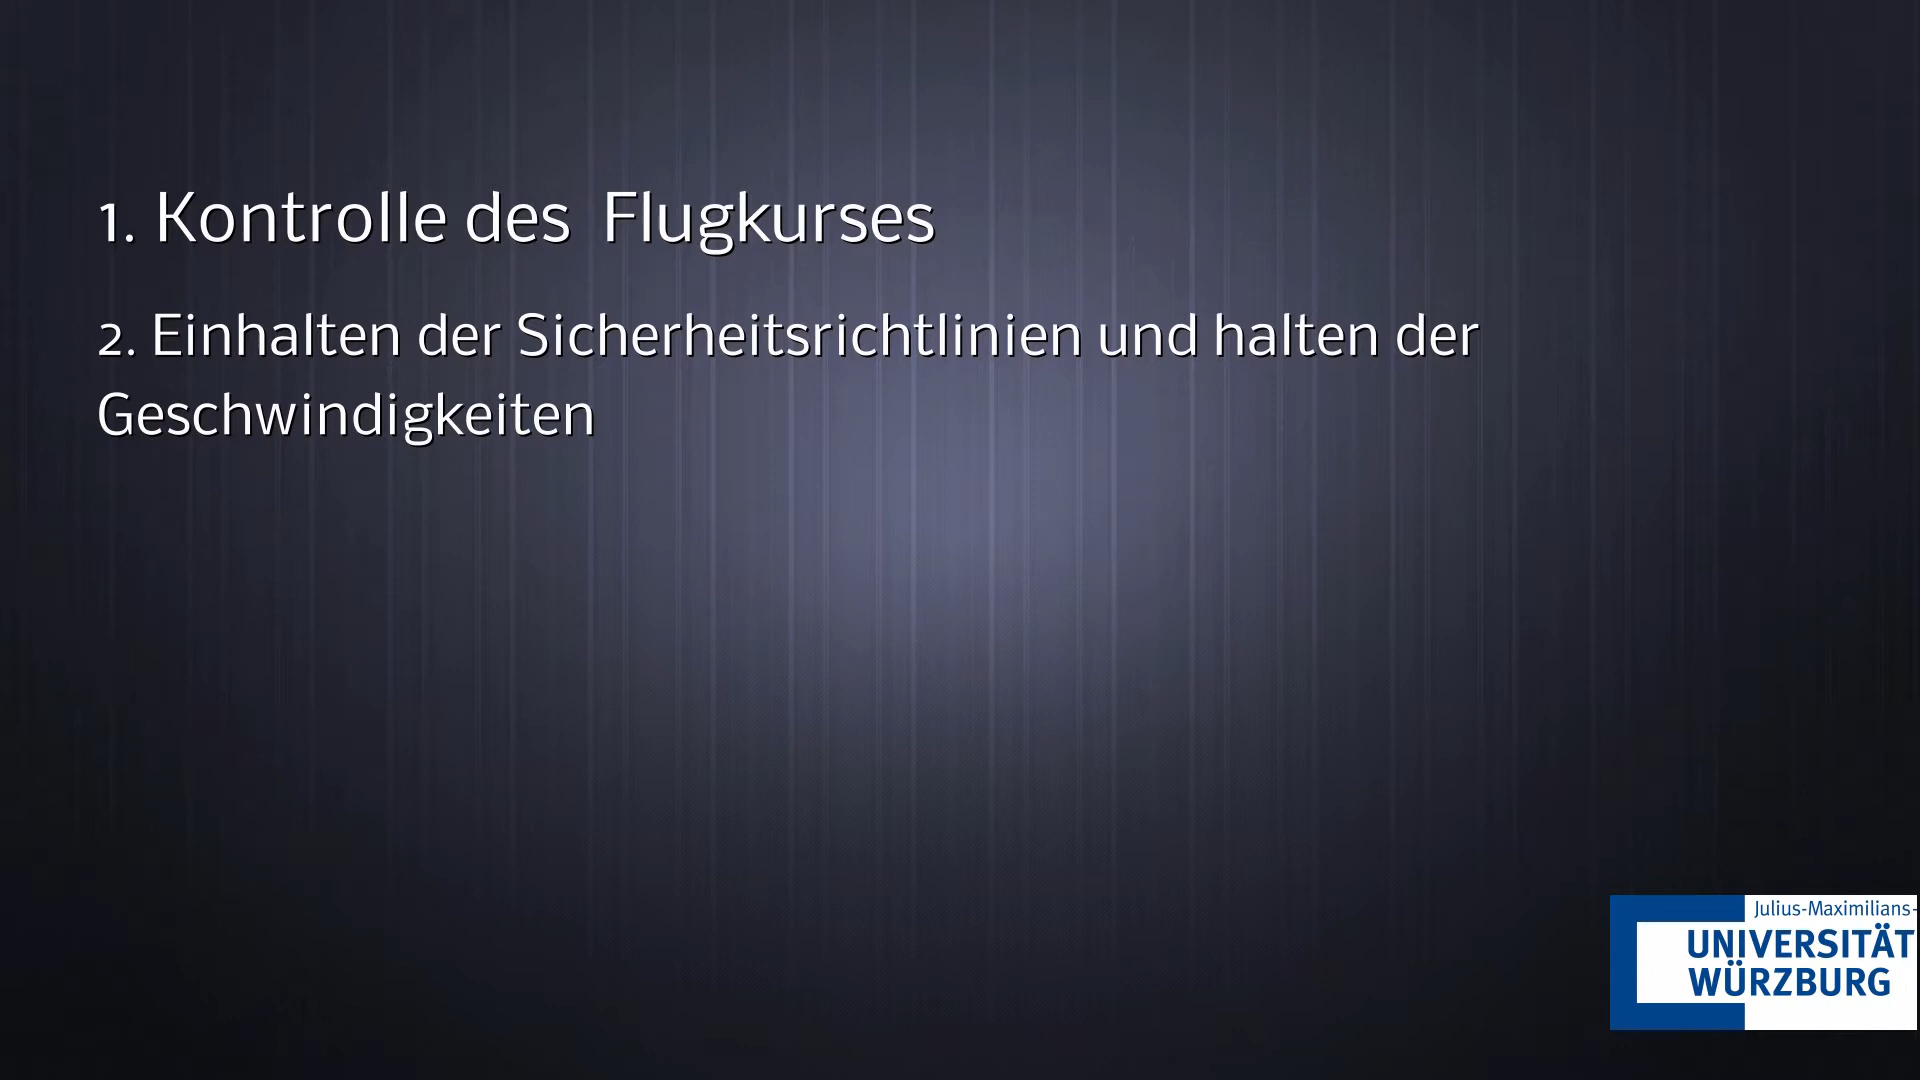 1. Kontrolle des  Flugkurses
2. Einhalten der Sicherheitsrichtlinien und halten der
Geschwindigkeiten
Julius-Maximilians-
UNIVERSITÄT
WÜRZBURG